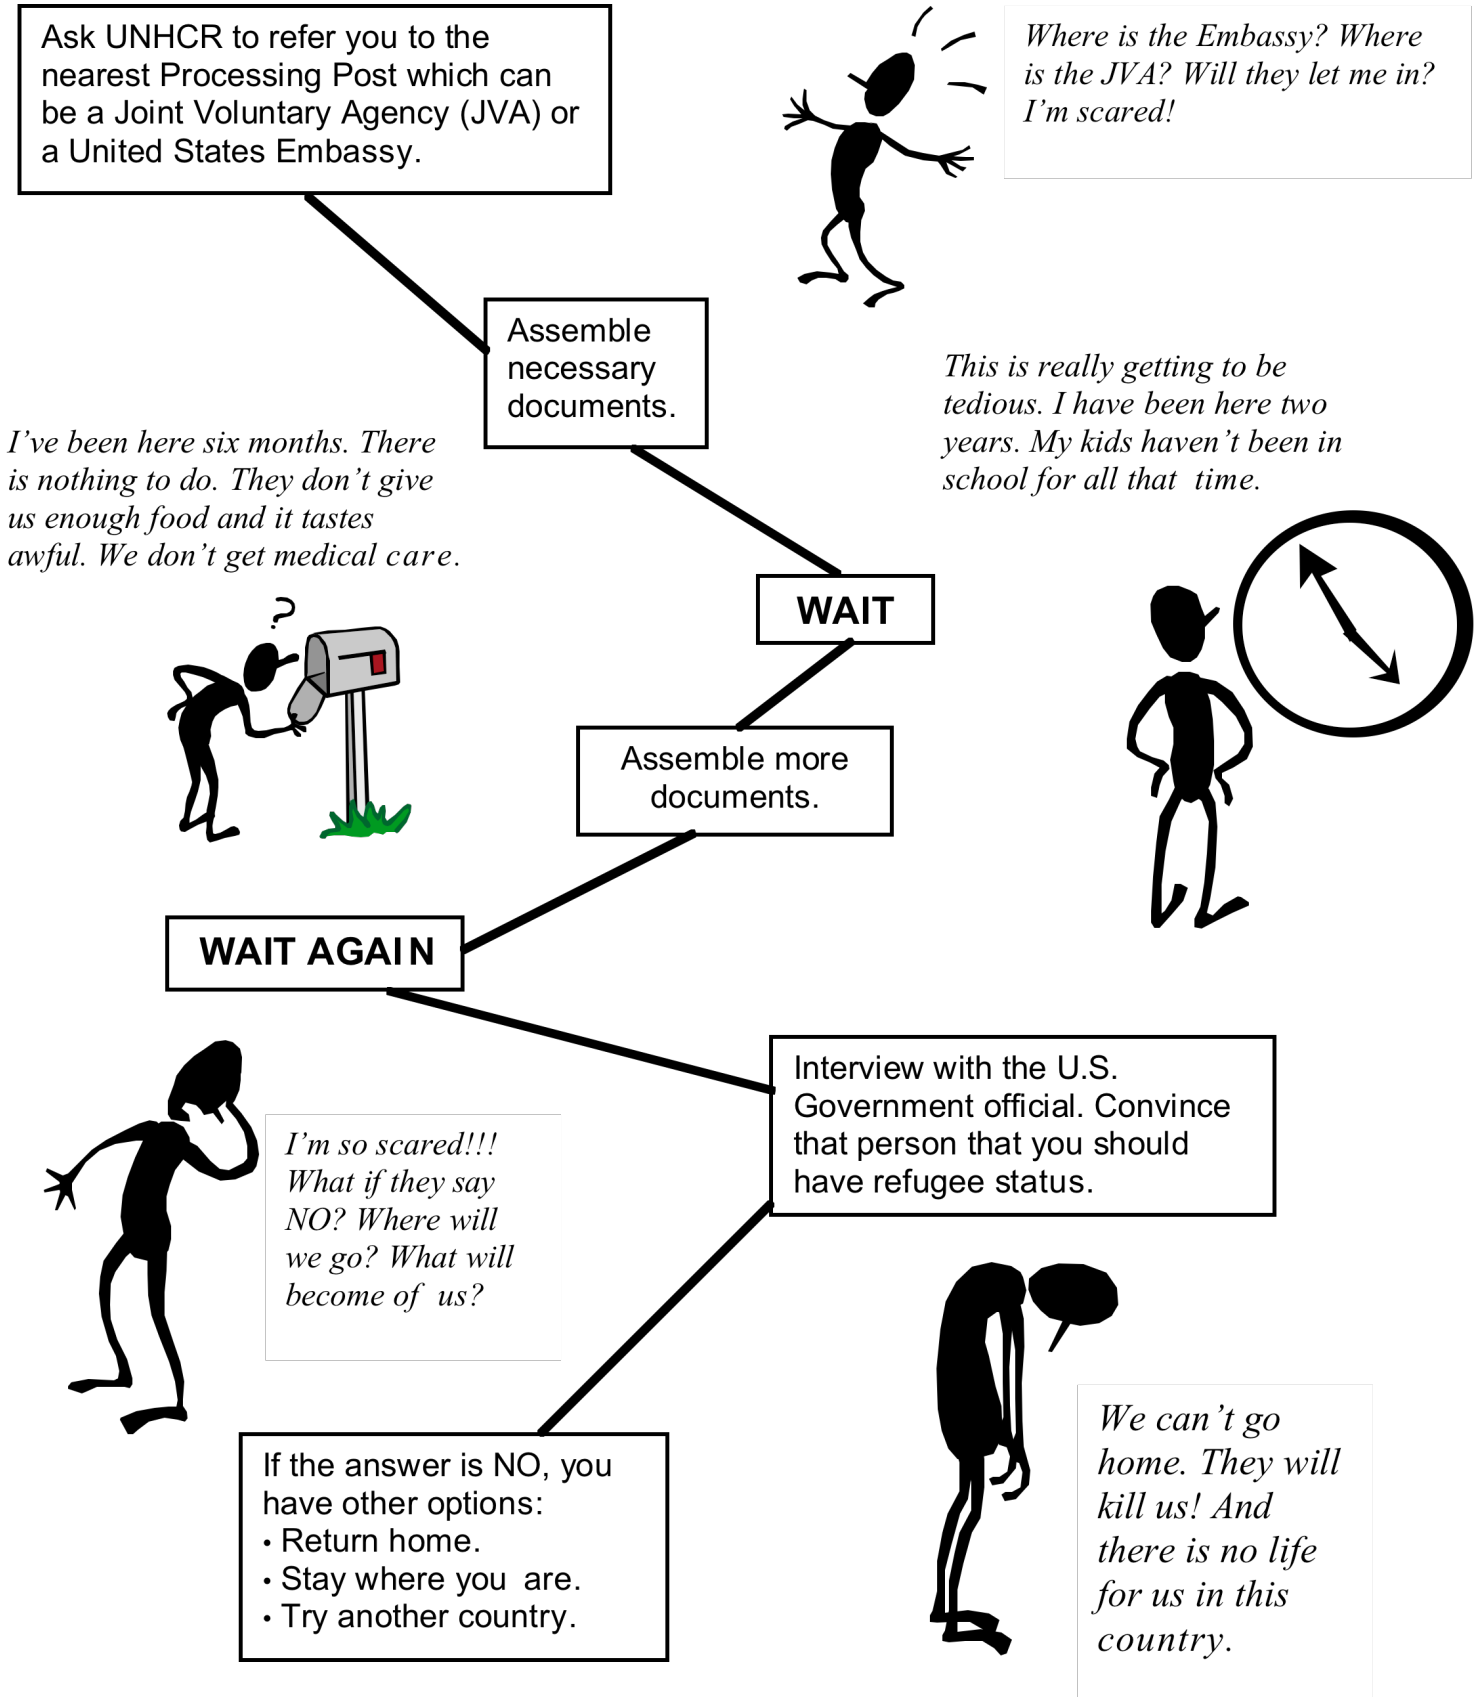 Ask UNHCR to refer you to the
nearest Processing Post which can
be a Joint Voluntary Agency (JVA) or
a United States Embassy.
Where is the Embassy? Where
is the JVA? Will they let me in?
I’m scared!
Assemble
necessary
documents.
This is really getting to be
tedious. I have been here two
years. My kids haven’t been in
school for all that time.
I’ve been here six months. There
is nothing to do. They don’t give
us enough food and it tastes
awful. We don’t get medical care.
?
WAIT
Assemble more
documents.
WAIT AGAIN
Interview with the U.S.
Government official. Convince
that person that you should
have refugee status.
I’m so scared!!!
What if they say
NO? Where will
we go? What will
become of us?
If the answer is NO, you
have other options:
• Return home.
• Stay where you are.
• Try another country.
We can’t go
home. They will
kill us! And
there is no life
for us in this
country.